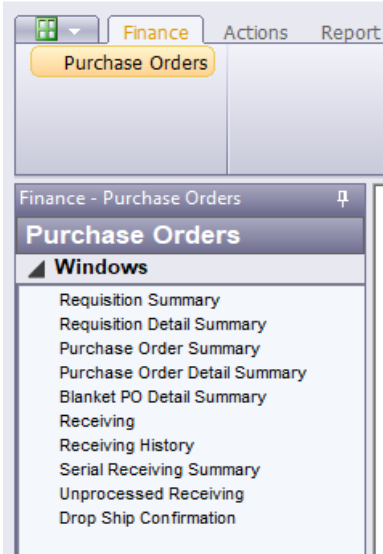 Finance Actions Report
Purchase Orders
Finance - Purchase Orders
Purchase Orders
Windows
Requisition Summary
Requisition Detail Summary
Purchase Order Summary
Purchase Order Detail Summary
Blanket PO Detail Summary
Receiving
Receiving History
Serial Receiving Summary
Unprocessed Receiving
Drop Ship Confirmation